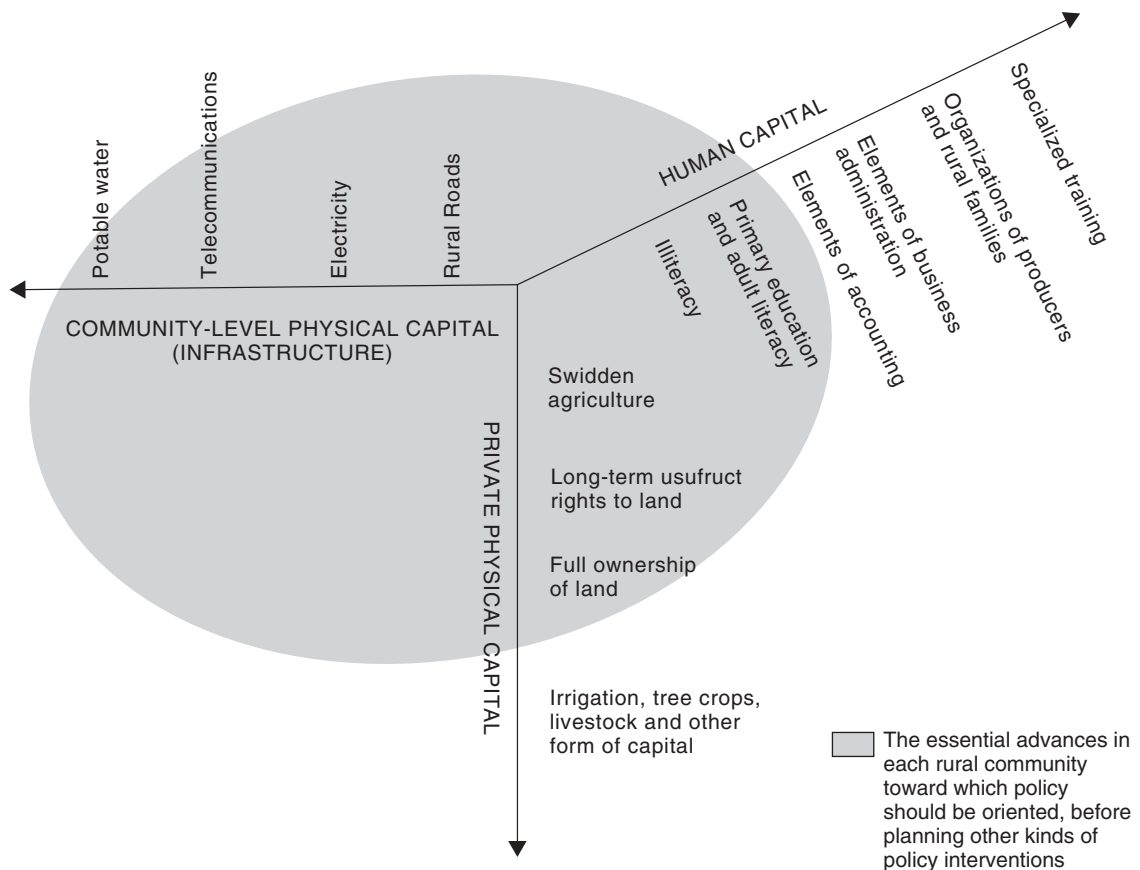 Potable water
Telecommunications
Electricity
Rural Roads
COMMUNITY-LEVEL PHYSICAL CAPITAL
(INFRASTRUCTURE)
HUMAN CAPITAL
Illiteracy
Primary education
and adult literacy
Elements of accounting
Elements of business
administration
Organizations of producers
and rural families
Specialized training
PRIVATE PHYSICAL CAPITAL
Swidden
agriculture
Long-term usufruct
rights to land
Full ownership
of land
Irrigation, tree crops,
livestock and other
form of capital
The essential advances in
each rural community
toward which policy
should be oriented, before
planning other kinds of
policy interventions